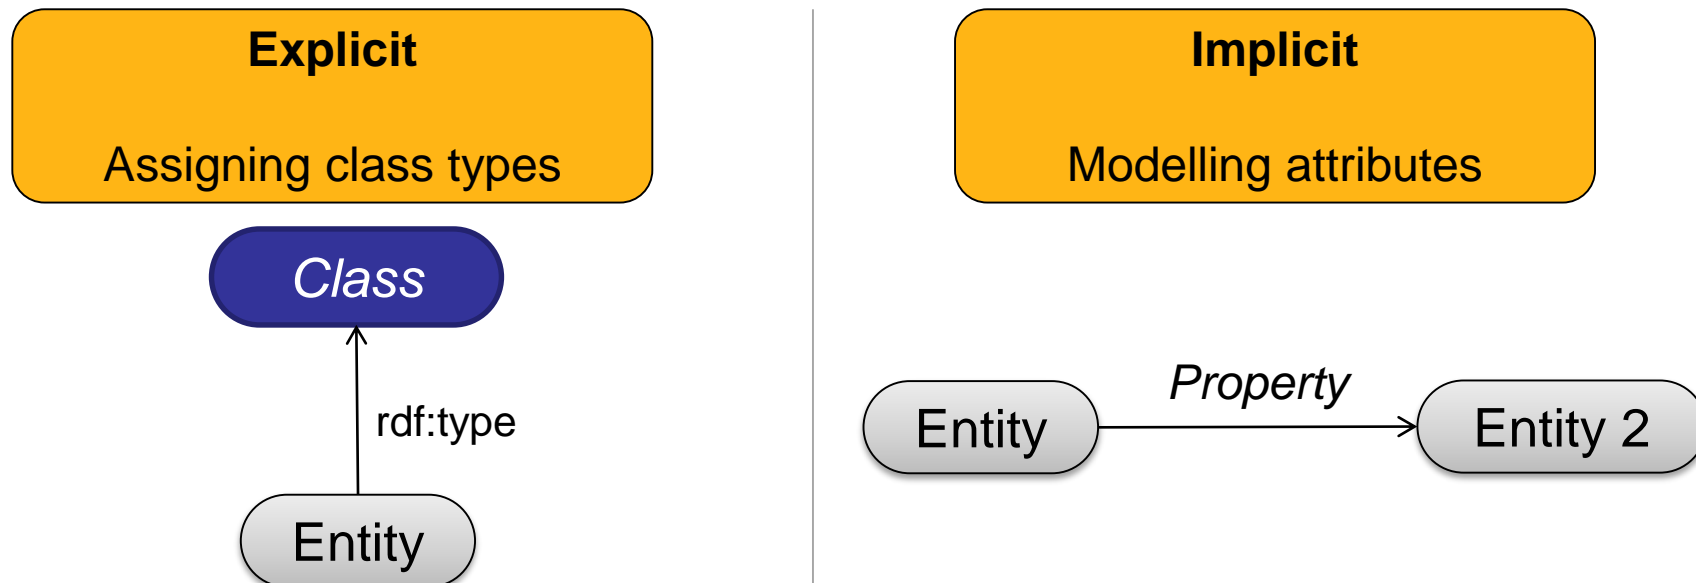 Explicit
Assigning class types
Class
rdf:type
Entity
Implicit
Modelling attributes
Property
Entity
Entity 2